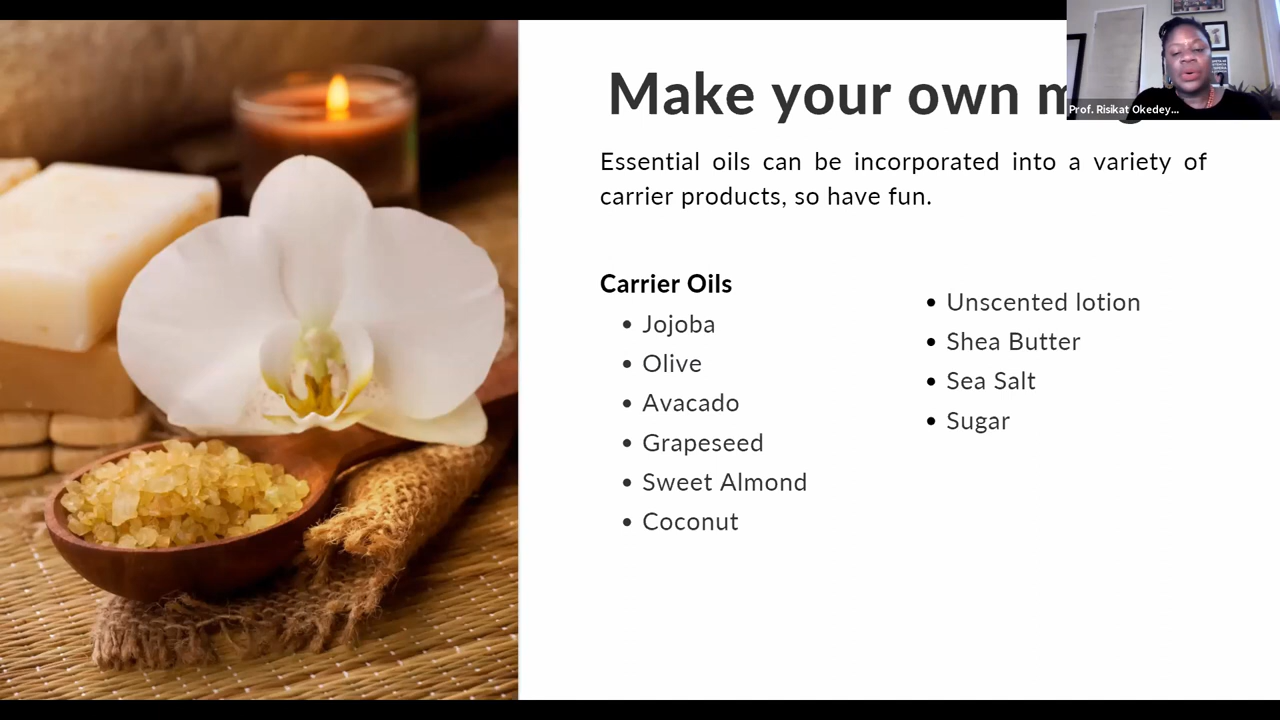 Make your own
Prof. Risikat Okedey...
Essential oils can be incorporated into a variety of
carrier products, so have fun.
Carrier Oils
Jojoba
Olive
Avacado
Grapeseed
Sweet Almond
Coconut
Unscented lotion
Shea Butter
Sea Salt
Sugar